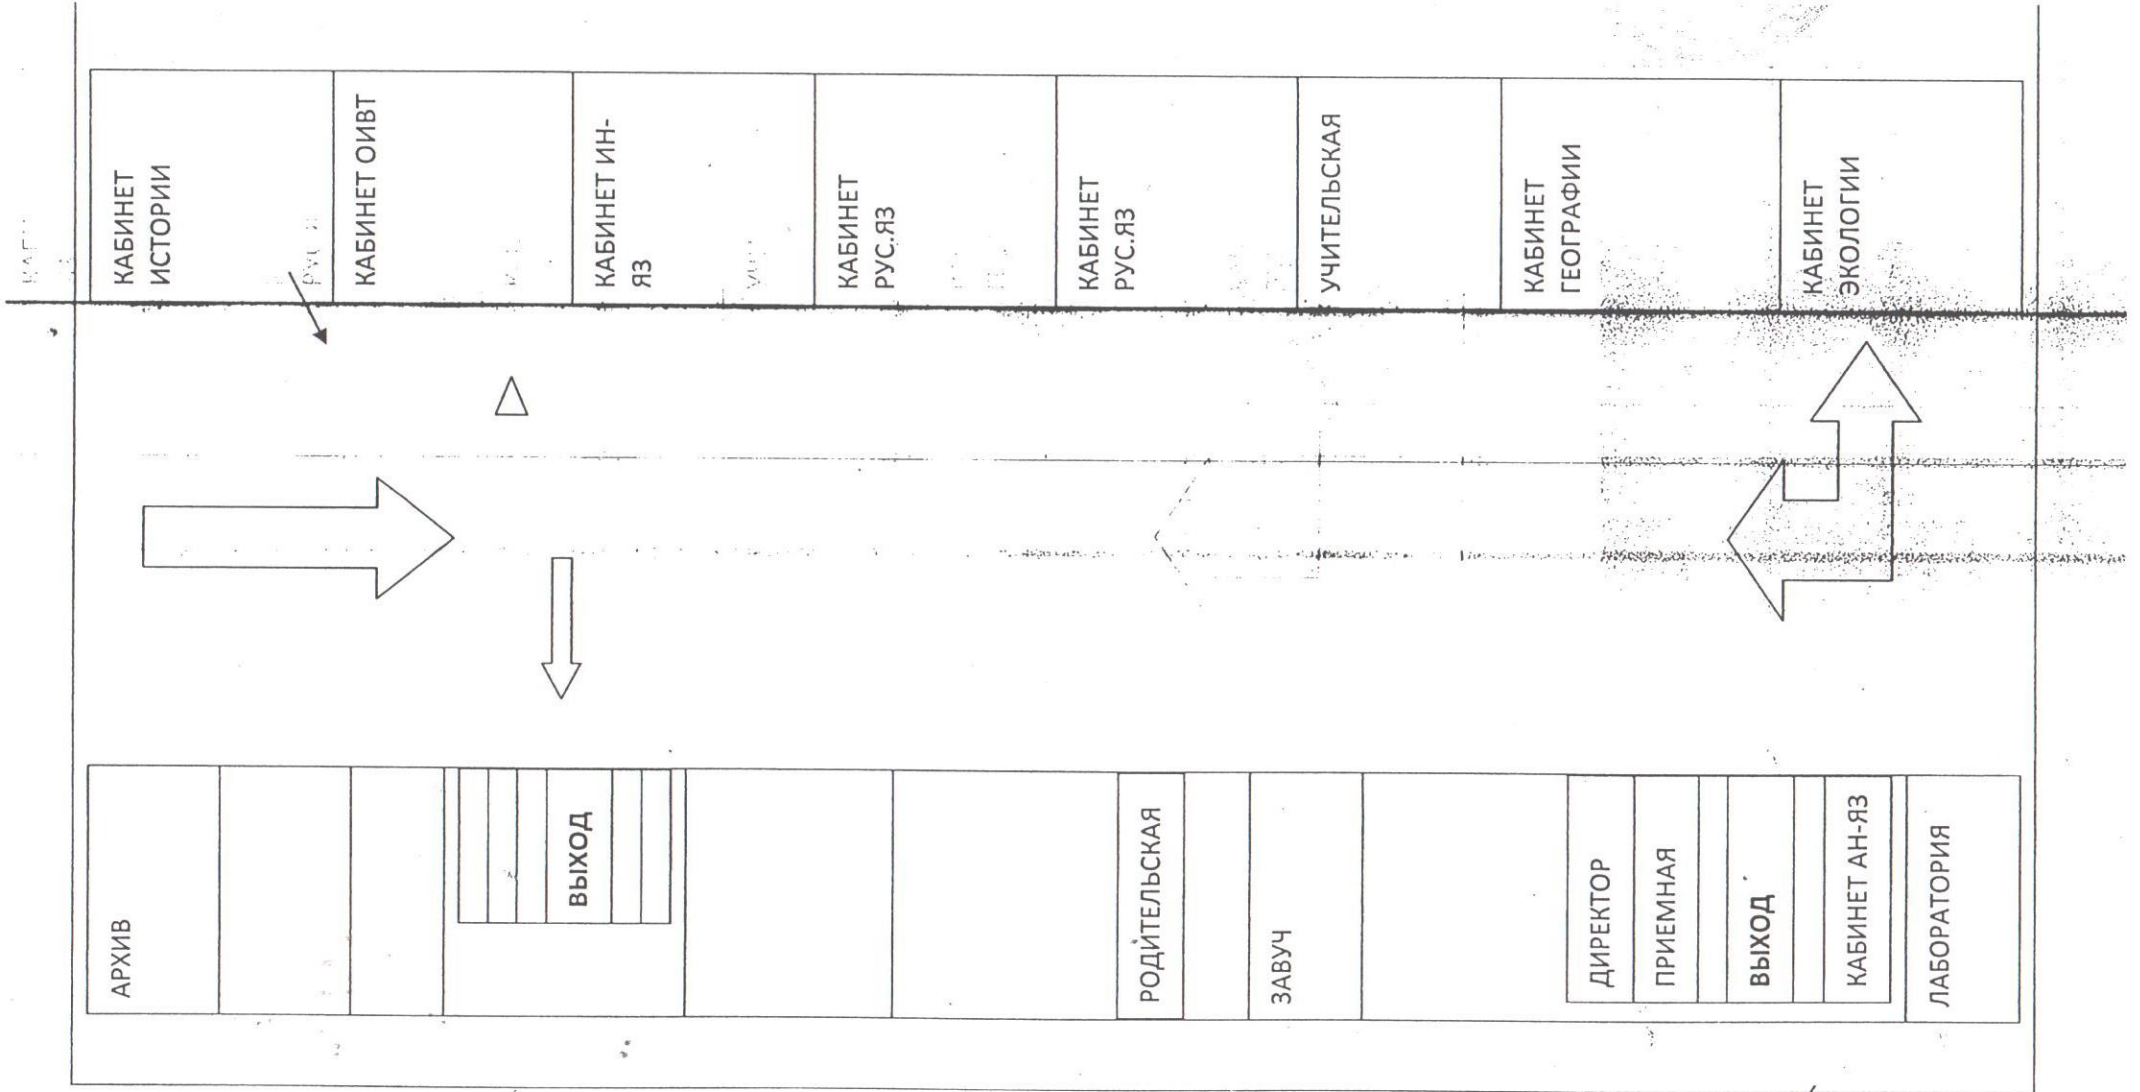 КАБИНЕТ
ИСТОРИИ
КАБИНЕТ ОИВТ
КАБИНЕТ ИН-
ЯЗ
КАБИНЕТ
РУС.ЯЗ
КАБИНЕТ
РУС.ЯЗ
УЧИТЕЛЬСКАЯ
КАБИНЕТ
ГЕОГРАФИИ
КАБИНЕТ
ЭКОЛОГИИ
АРХИВ
ВЫХОД
РОДИТЕЛЬСКАЯ
ЗАВУЧ
ДИРЕКТОР
ПРИЕМНАЯ
ВЫХОД
КАБИНЕТ АН-ЯЗ
ЛАБОРАТОРИЯ